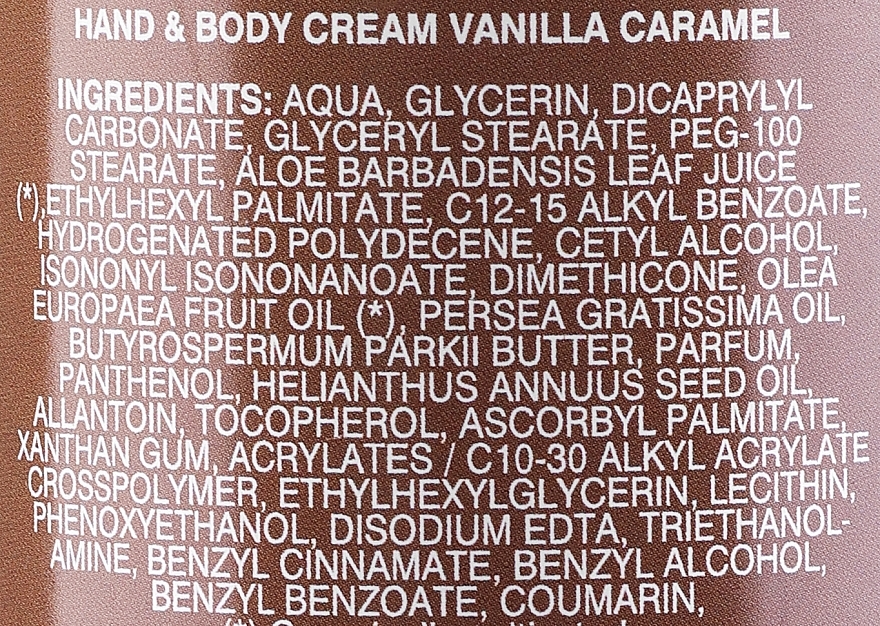 HAND & BODY CREAM VANILLA CARAMEL
INGREDIENTS: AQUA, GLYCERIN, DICAPRYLYL
CARBONATE, GLYCERYL STEARATE, PEG-100
STEARATE, ALOE BARBADENSIS LEAF JUICE
(*),ETHYLHEXYL PALMITATE, C12-15 ALKYL BENZOATE,
HYDROGENATED POLYDECENE, CETYL ALCOHOL,
ISONONYL ISONONANOATE, DIMETHICONE, OLEA
EUROPAEA FRUIT OIL (*), PERSEA GRATISSIMA OIL,
BUTYROSPERMUM PARKII BUTTER, PARFUM,
PANTHENOL, HELIANTHUS ANNUUS SEED OIL,
ALLANTOIN, TOCOPHEROL, ASCORBYL PALMITATE,
XANTHAN GUM, ACRYLATES / C10-30 ALKYL ACRYLATE
CROSSPOLYMER, ETHYLHEXYLGLYCERIN, LECITHIN,
PHENOXYETHANOL, DISODIUM EDTA, TRIETHANOL-
AMINE, BENZYL CINNAMATE, BENZYL ALCOHOL,
BENZYL BENZOATE, COUMARIN,